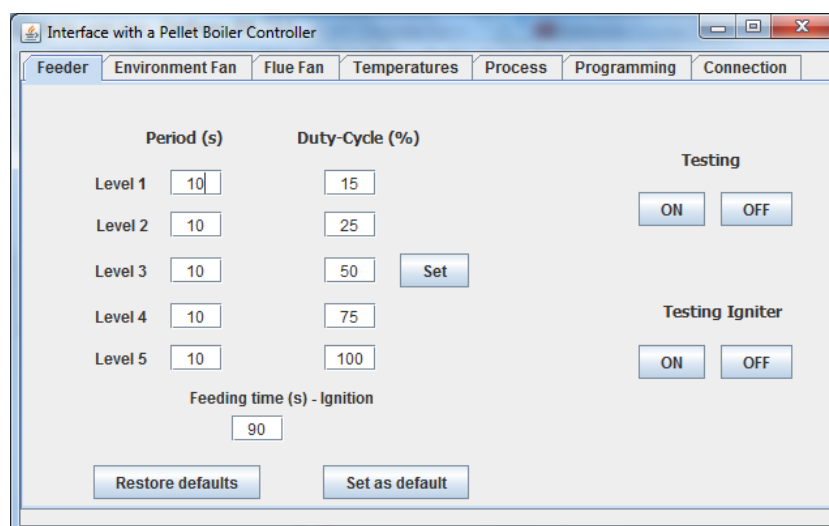 Interface with a Pellet Boiler Controller
Feeder Environment Fan Flue Fan Temperatures Process Programming Connection
Period (s) Duty-Cycle (%)
Testing
Level 1 10 15
ON OFF
Level 2 10 25
Level 3 10 50 Set
Level 4 10 75
Testing Igniter
Level 5 10 100
ON OFF
Feeding time (s) - Ignition
90
Restore defaults Set as default